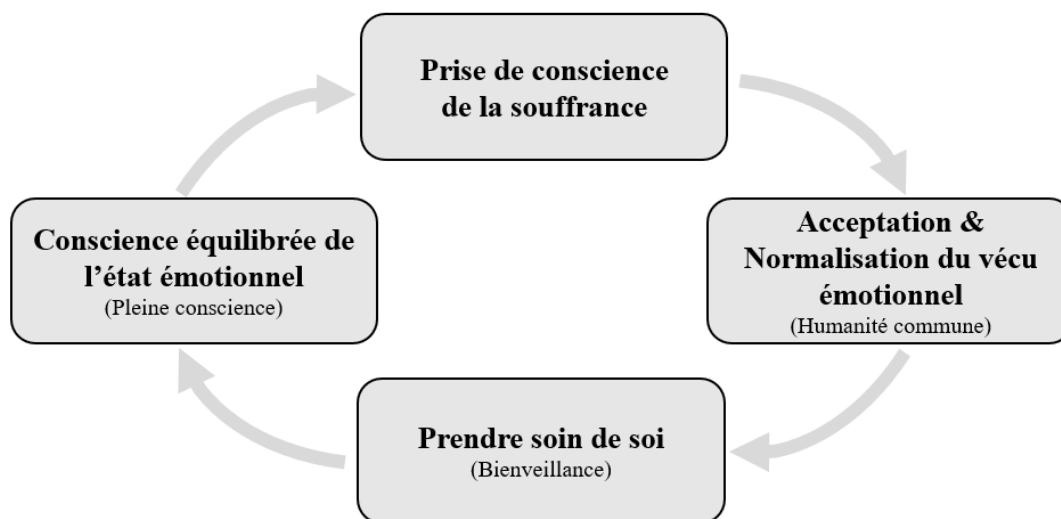 Prise de conscience
de la souffrance
Conscience équilibrée de
l’état émotionnel
(Pleine conscience)
Acceptation &
Normalisation du vécu
émotionnel
(Humanité commune)
Prendre soin de soi
(Bienveillance)